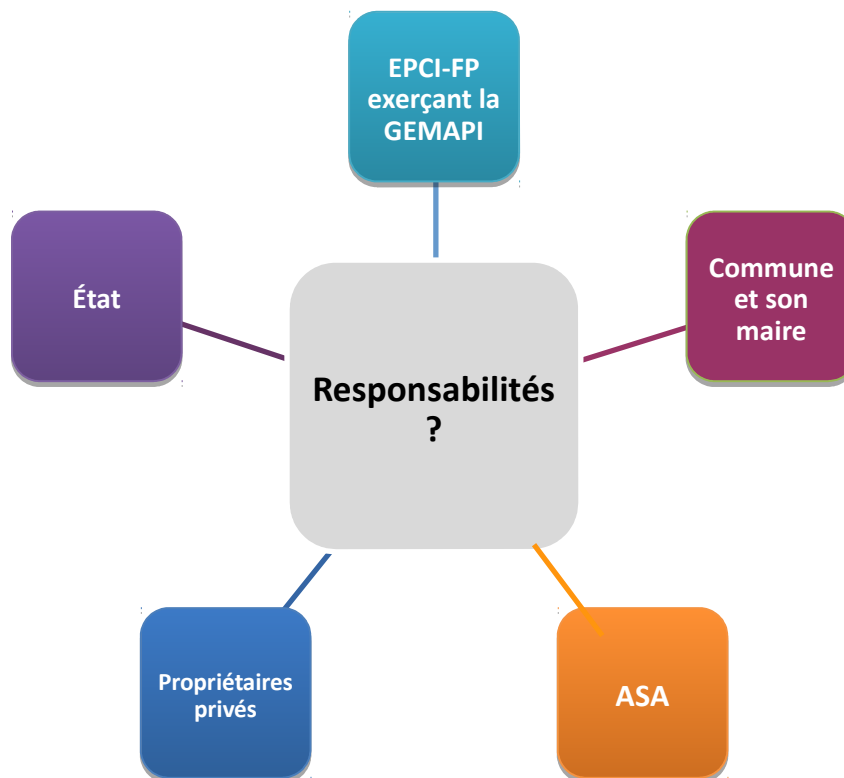 EPCI-FP
exerçant la
GEMAPI
État
Commune
et son
maire
Responsabilités
?
Propriétaires
privés
ASA